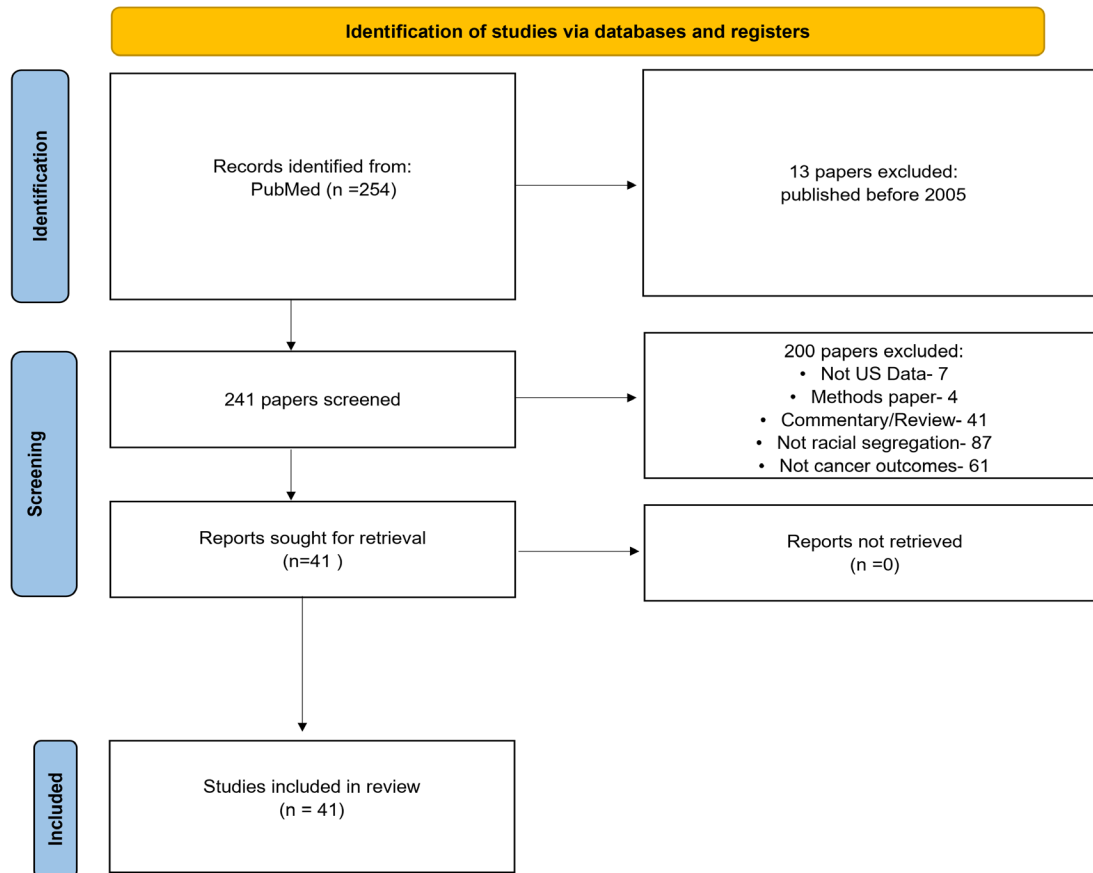 Identification of studies via databases and registers
Identification
Records identified from:
PubMed (n =254)
13 papers excluded:
published before 2005
Screening
241 papers screened
200 papers excluded:
• Not US Data- 7
• Methods paper- 4
• Commentary/Review- 41
• Not racial segregation- 87
• Not cancer outcomes- 61
Reports sought for retrieval
(n=41 )
Reports not retrieved
(n =0)
Included
Studies included in review
(n = 41)